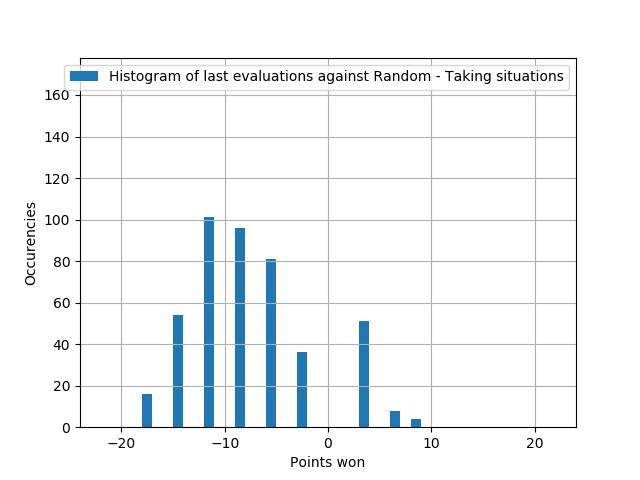 Histogram of last evaluations against Random - Taking situations
160
140
120
100
80
60
40
20
0
Occurencies
−20 −10 0 10 20
Points won